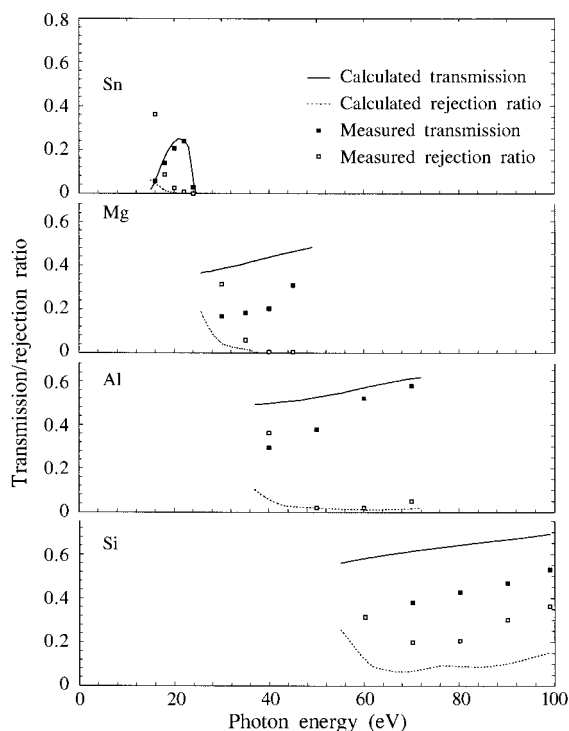 0.8
0.6
0.4
0.2
0
Sn
Calculated transmission
Calculated rejection ratio
Measured transmission
Measured rejection ratio
Mg
0.6
0.4
0.2
0
Al
0.6
0.4
0.2
0
Si
0.6
0.4
0.2
0
0 20 40 60 80 100
Photon energy (eV)
Transmission/rejection ratio